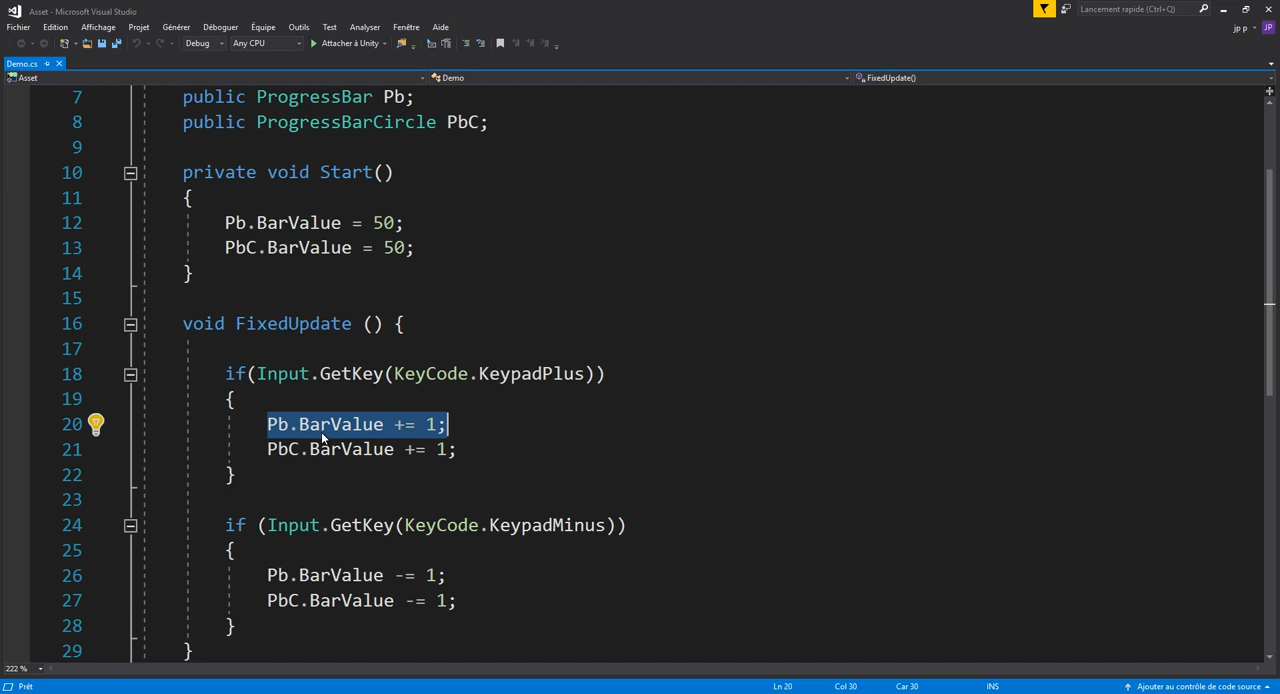 Asset - Microsoft Visual Studio
Lancement rapide (Ctrl+Q)
Fichier Edition Affichage Projet Générer Déboguer Équipe Outils Test Analyser Fenêtre Aide
jp p JP
Debug Any CPU Attacher à Unity
Demo.cs
Asset Demo FixedUpdate()
7 public ProgressBar Pb;
8 public ProgressBarCircle PbC;
9
10 private void Start()
11 {
12 Pb.BarValue = 50;
13 PbC.BarValue = 50;
14 }
15
16 void FixedUpdate () {
17
18 if(Input.GetKey(KeyCode.KeypadPlus))
19 {
20 Pb.BarValue += 1;
21 PbC.BarValue += 1;
22 }
23
24 if (Input.GetKey(KeyCode.KeypadMinus))
25 {
26 Pb.BarValue -= 1;
27 PbC.BarValue -= 1;
28 }
29 }
222 %
Prêt Ln 20 Col 30 Car 30 INS Ajouter au contrôle de code source